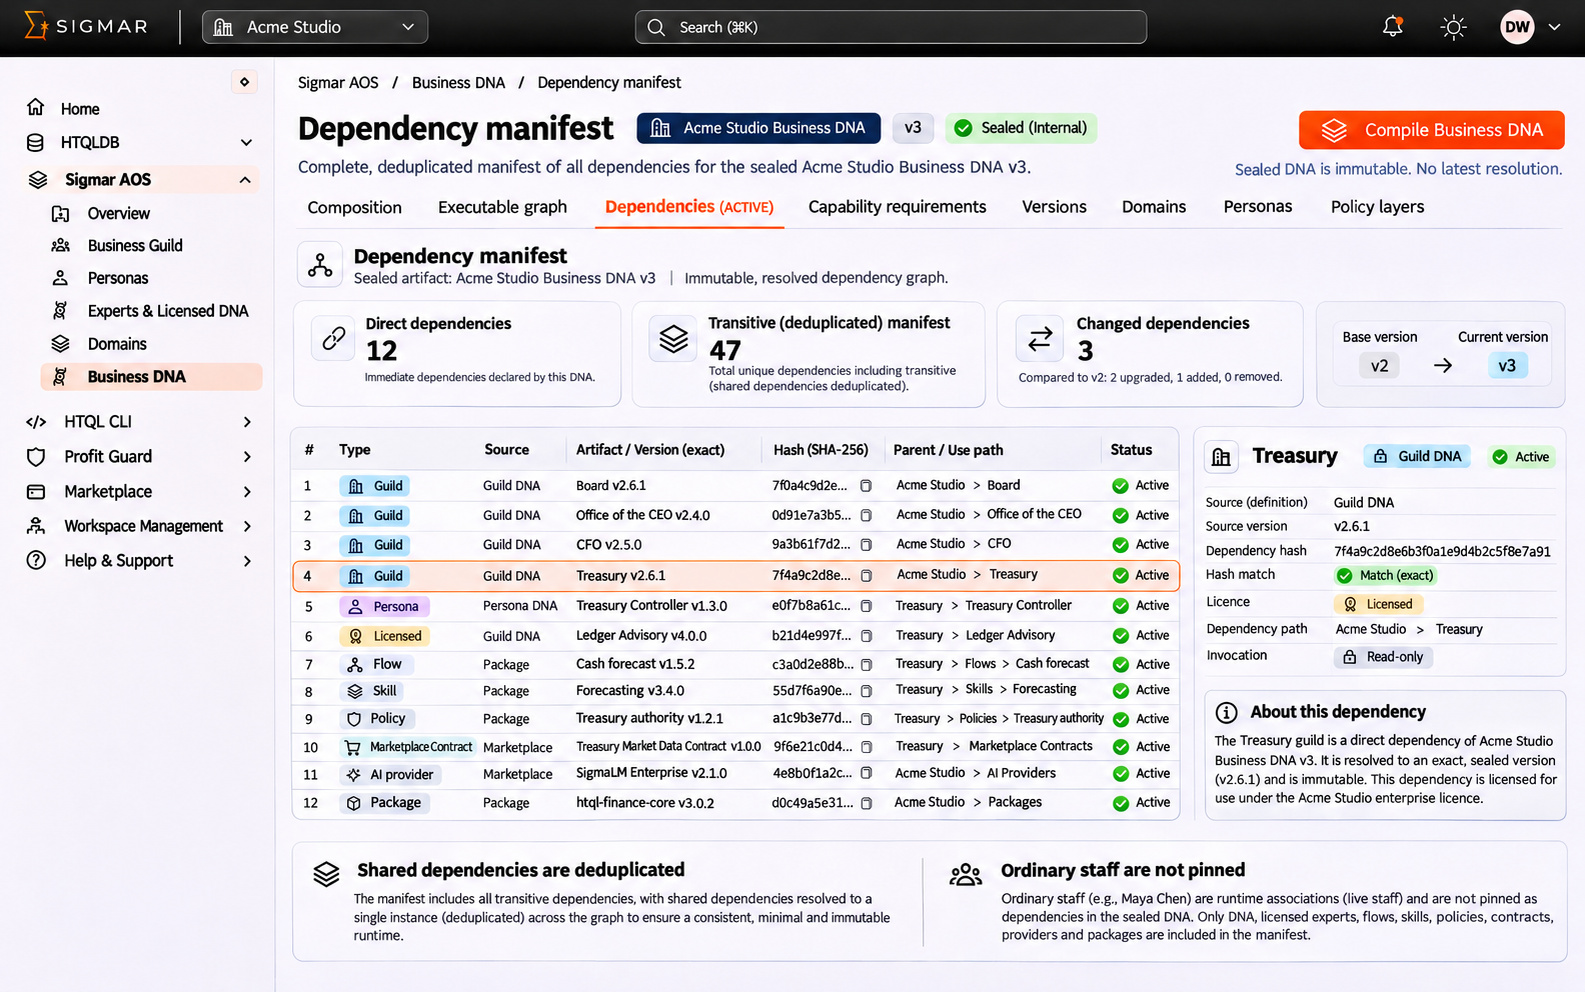 SIGMAR
Acme Studio
Search (⌘K)
DW
Home
HTQLDB
Sigmar AOS
Overview
Business Guild
Personas
Experts & Licensed DNA
Domains
Business DNA
HTQL CLI
Profit Guard
Marketplace
Workspace Management
Help & Support
Sigmar AOS / Business DNA / Dependency manifest
Dependency manifest
Acme Studio Business DNA
v3
Sealed (Internal)
Compile Business DNA
Complete, deduplicated manifest of all dependencies for the sealed Acme Studio Business DNA v3.
Sealed DNA is immutable. No latest resolution.
Composition Executable graph Dependencies (ACTIVE) Capability requirements Versions Domains Personas Policy layers
Dependency manifest
Sealed artifact: Acme Studio Business DNA v3 | Immutable, resolved dependency graph.
Direct dependencies
12
Immediate dependencies declared by this DNA.
Transitive (deduplicated) manifest
47
Total unique dependencies including transitive
(shared dependencies deduplicated).
Changed dependencies
3
Compared to v2: 2 upgraded, 1 added, 0 removed.
Base version Current version
v2 → v3
# Type Source Artifact / Version (exact) Hash (SHA-256) Parent / Use path Status
1 Guild Guild DNA Board v2.6.1 7f0a4c9d2e... Acme Studio > Board Active
2 Guild Guild DNA Office of the CEO v2.4.0 0d91e7a3b5... Acme Studio > Office of the CEO Active
3 Guild Guild DNA CFO v2.5.0 9a3b61f7d2... Acme Studio > CFO Active
4 Guild Guild DNA Treasury v2.6.1 7f4a9c2d8e... Acme Studio > Treasury Active
5 Persona Persona DNA Treasury Controller v1.3.0 e0f7b8a61c... Treasury > Treasury Controller Active
6 Licensed Guild DNA Ledger Advisory v4.0.0 b21d4e997f... Treasury > Ledger Advisory Active
7 Flow Package Cash forecast v1.5.2 c3a0d2e88b... Treasury > Flows > Cash forecast Active
8 Skill Package Forecasting v3.4.0 55d7f6a90e... Treasury > Skills > Forecasting Active
9 Policy Package Treasury authority v1.2.1 a1c9b3e77d... Treasury > Policies > Treasury authority Active
10 Marketplace Contract Marketplace Treasury Market Data Contract v1.0.0 9f6e21c0d4... Treasury > Marketplace Contracts Active
11 AI provider Marketplace SigmaLM Enterprise v2.1.0 4e8b0f1a2c... Acme Studio > AI Providers Active
12 Package Package htql-finance-core v3.0.2 d0c49a5e31... Acme Studio > Packages Active
Treasury
Guild DNA
Active
Source (definition) Guild DNA
Source version v2.6.1
Dependency hash 7f4a9c2d8e6b3f0a1e9d4b2c5f8e7a91
Hash match Match (exact)
Licence Licensed
Dependency path Acme Studio > Treasury
Invocation Read-only
About this dependency
The Treasury guild is a direct dependency of Acme Studio
Business DNA v3. It is resolved to an exact, sealed version
(v2.6.1) and is immutable. This dependency is licensed for
use under the Acme Studio enterprise licence.
Shared dependencies are deduplicated
The manifest includes all transitive dependencies, with shared dependencies resolved to a
single instance (deduplicated) across the graph to ensure a consistent, minimal and immutable
runtime.
Ordinary staff are not pinned
Ordinary staff (e.g., Maya Chen) are runtime associations (live staff) and are not pinned as
dependencies in the sealed DNA. Only DNA, licensed experts, flows, skills, policies, contracts,
providers and packages are included in the manifest.